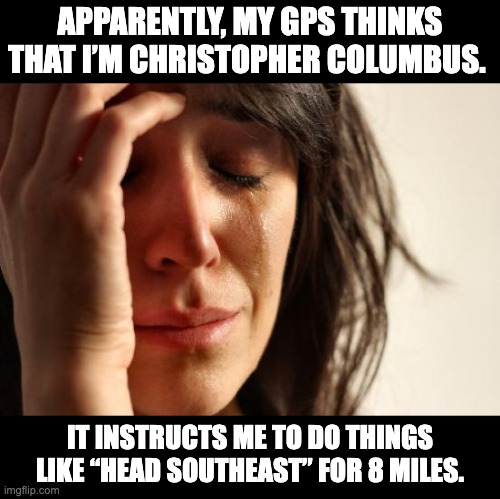 APPARENTLY, MY GPS THINKS
THAT I’M CHRISTOPHER COLUMBUS.
IT INSTRUCTS ME TO DO THINGS
LIKE “HEAD SOUTHEAST” FOR 8 MILES.
imgflip.com